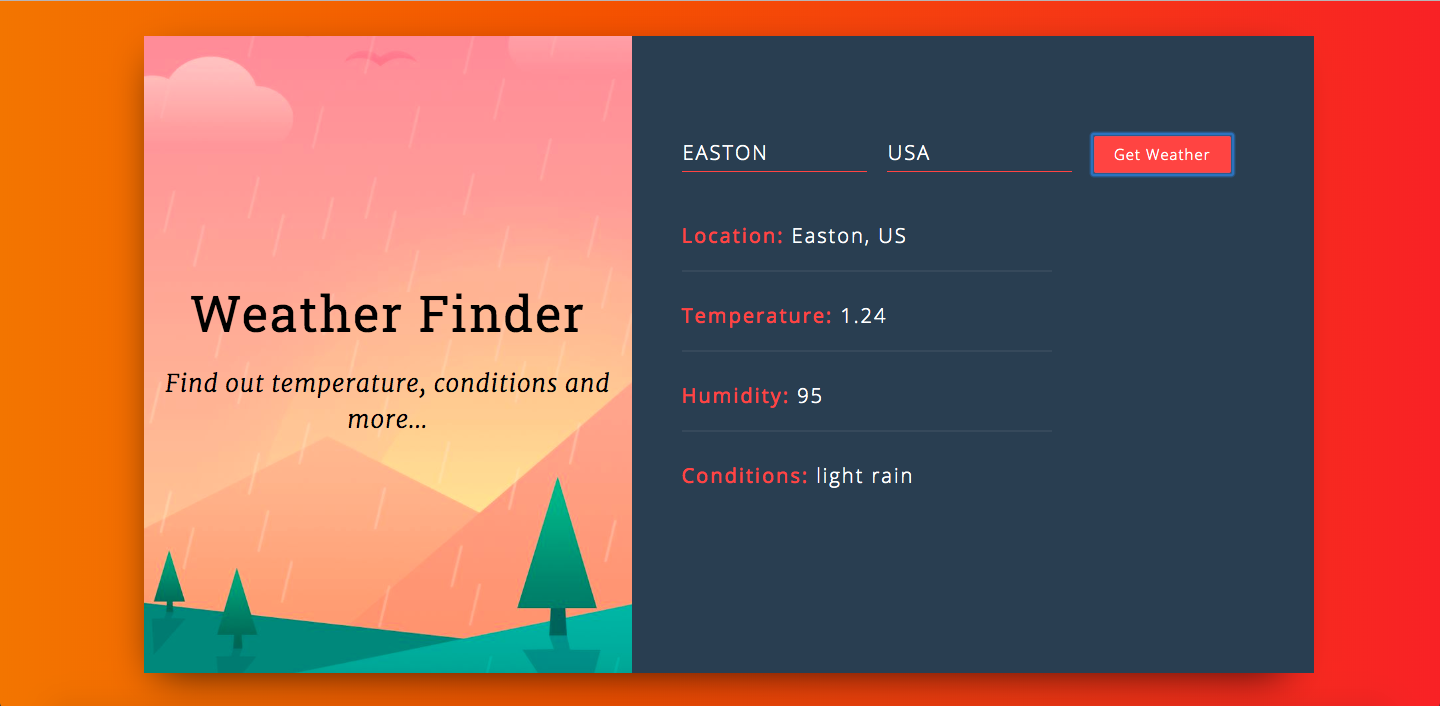 Weather Finder
Find out temperature, conditions and
more...
EASTON
USA
Get Weather
Location: Easton, US
Temperature: 1.24
Humidity: 95
Conditions: light rain